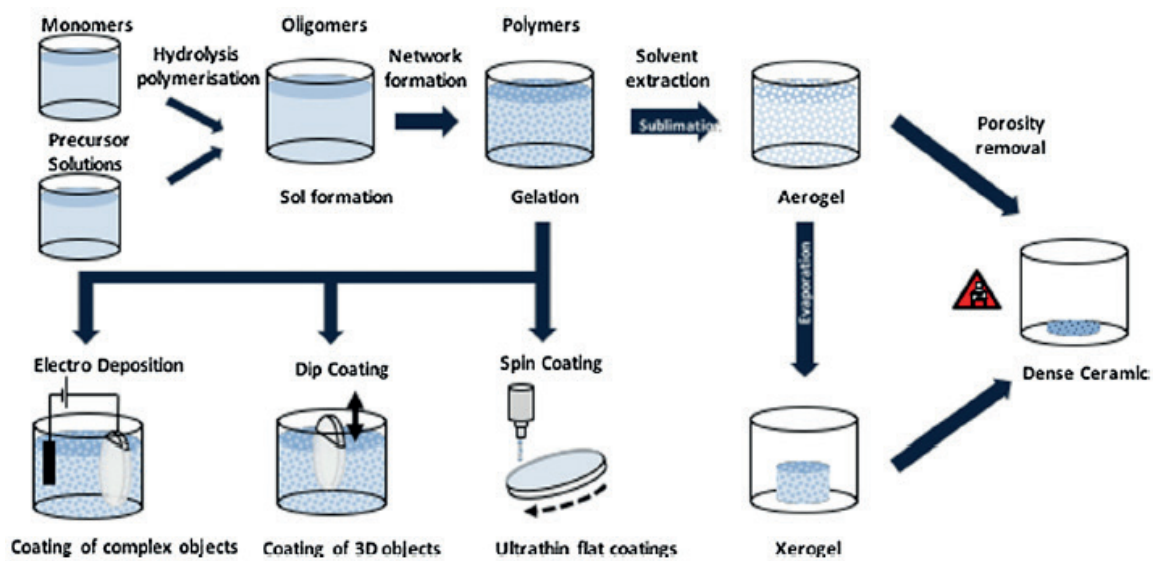 Monomers
Hydrolysis
polymerisation
Precursor
Solutions
Oligomers
Sol formation
Network
formation
Polymers
Gelation
Solvent
extraction
Sublimation
Aerogel
Porosity
removal
Evaporation
Dense Ceramic
Electro Deposition
Dip Coating
Spin Coating
Coating of complex objects
Coating of 3D objects
Ultrathin flat coatings
Xerogel